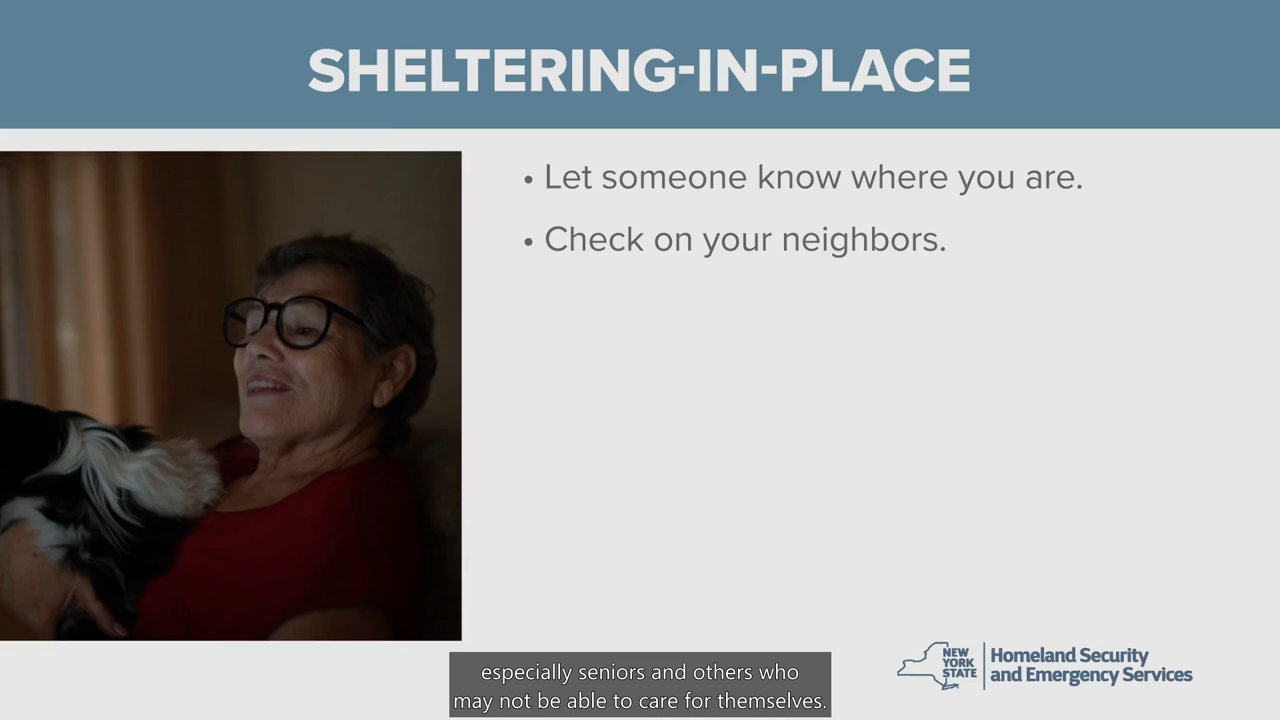 SHELTERING-IN-PLACE
• Let someone know where you are.
• Check on your neighbors.
especially seniors and others who
may not be able to care for themselves.
NEW
YORK
STATE
Homeland Security
and Emergency Services